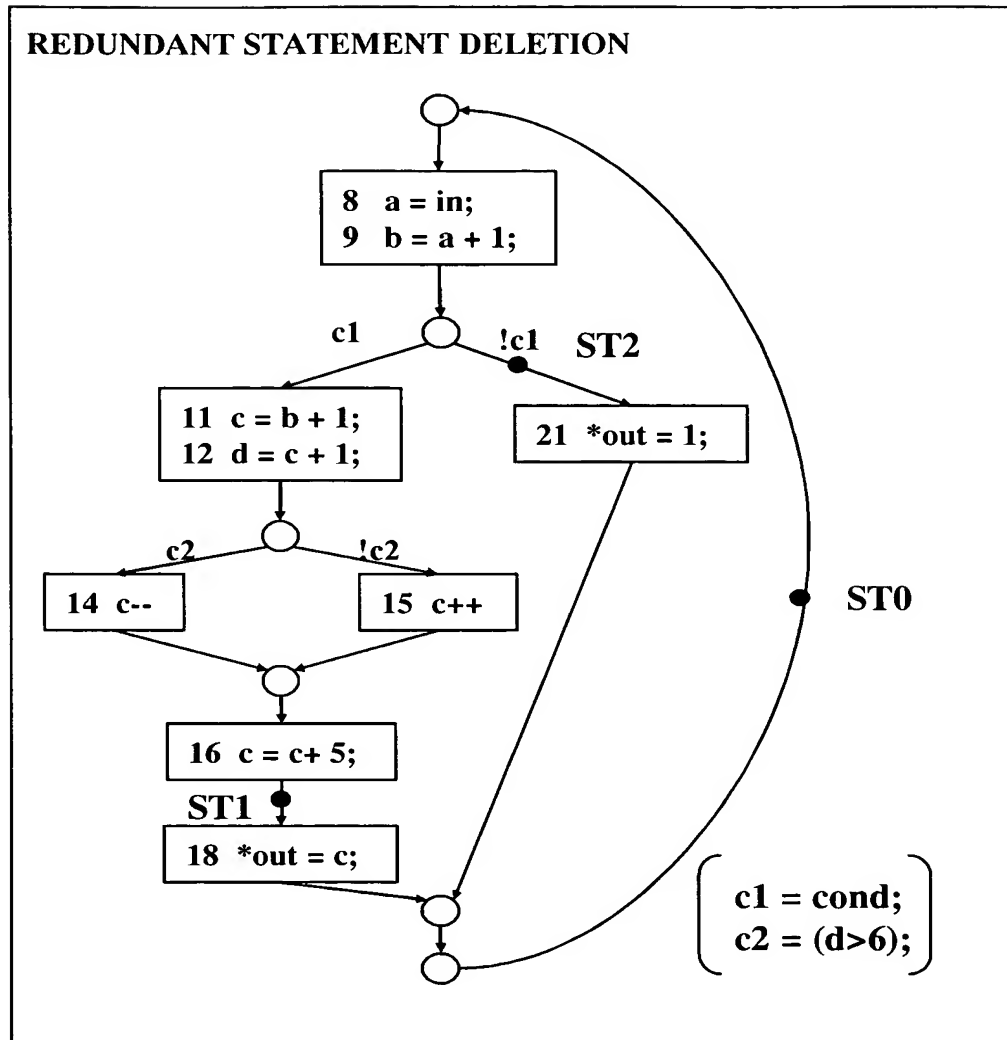 REDUNDANT STATEMENT DELETION
8 a = in;
9 b = a + 1;
c1
!c1
ST2
11 c = b + 1;
12 d = c + 1;
21 *out = 1;
c2
!c2
14 c--
15 c++
ST0
16 c = c+ 5;
ST1
18 *out = c;
c1 = cond;
c2 = (d>6);